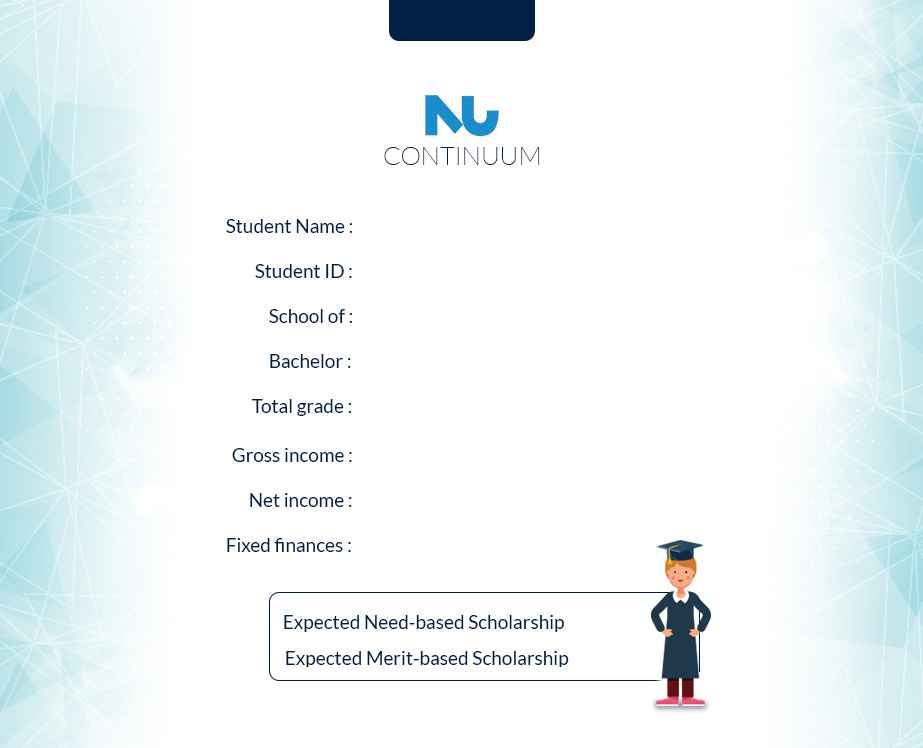 NU
CONTINUUM
Student Name :
Student ID :
School of :
Bachelor :
Total grade :
Gross income :
Net income :
Fixed finances :
Expected Need-based Scholarship
Expected Merit-based Scholarship